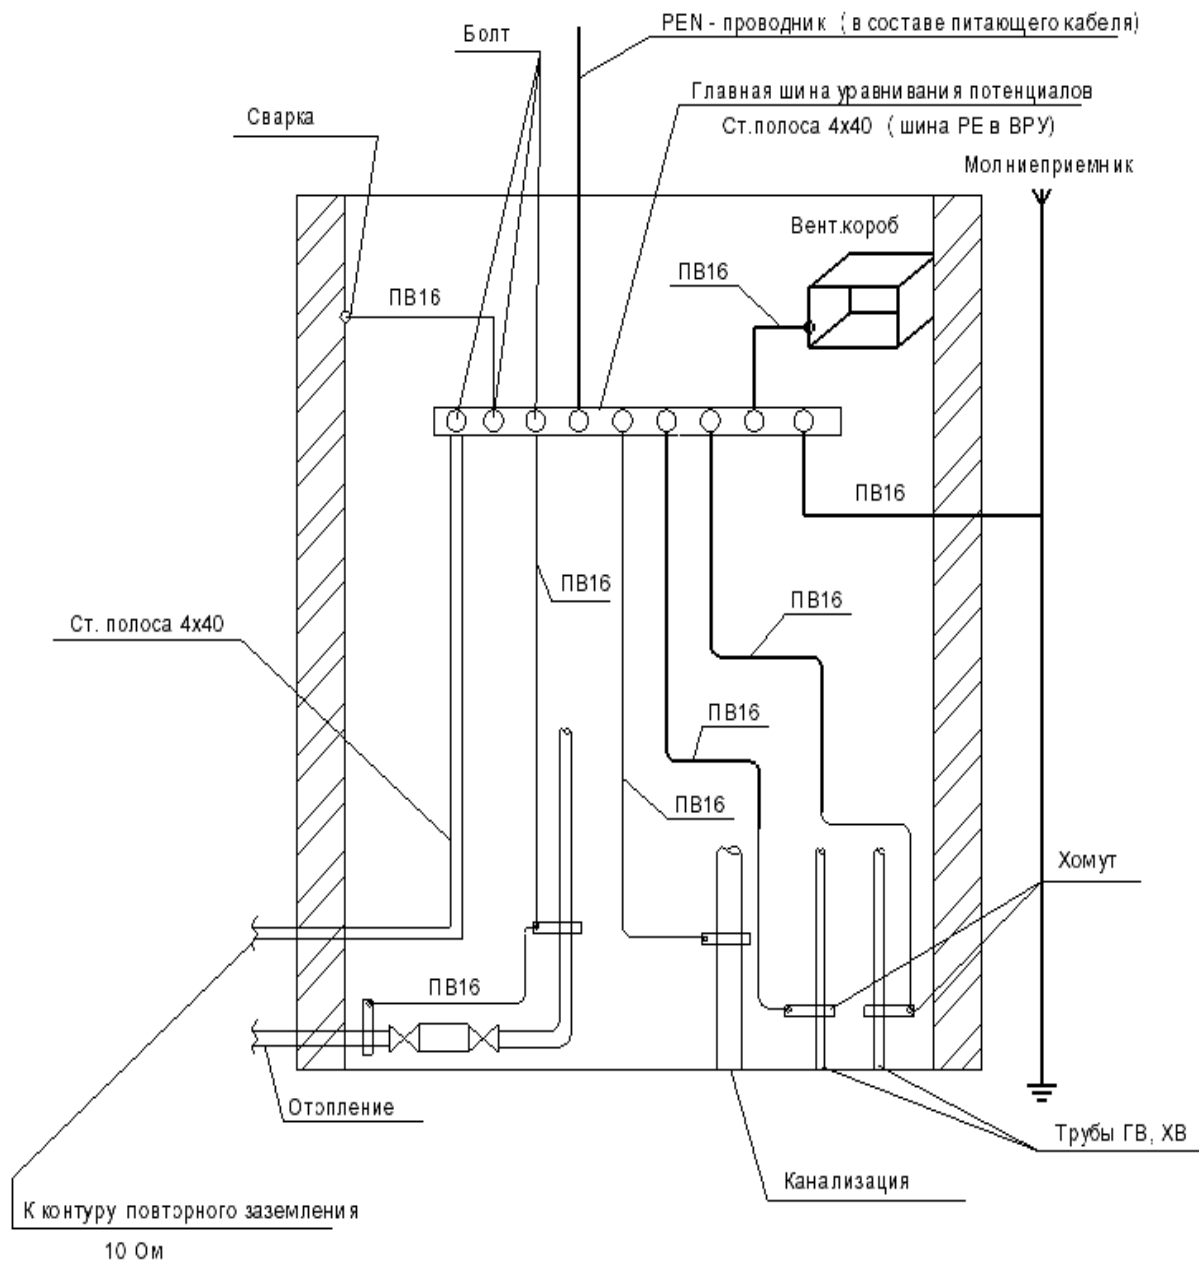 PEN - проводник ( в составе питающего кабеля)
Болт
Главная шина уравнивания потенциалов
Ст.полоса 4х40 ( шина РЕ в ВРУ)
Сварка
Молниеприемник
Вент.короб
ПВ16
ПВ16
ПВ16
ПВ16
ПВ16
Ст. полоса 4х40
ПВ16
ПВ16
Хомут
ПВ16
Отопление
Трубы ГВ, ХВ
Канализация
К контуру повторного заземления
10 Ом